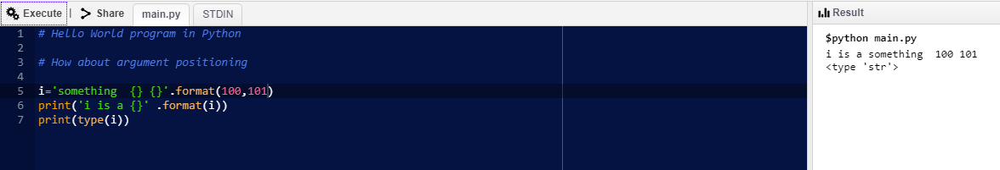 Execute | Share main.py STDIN
1 # Hello World program in Python
2
3 # How about argument positioning
4
5 i='something  {} {}'.format(100,101)
6 print('i is a {}' .format(i))
7 print(type(i))
Result
$python main.py
i is a something  100 101
<type 'str'>